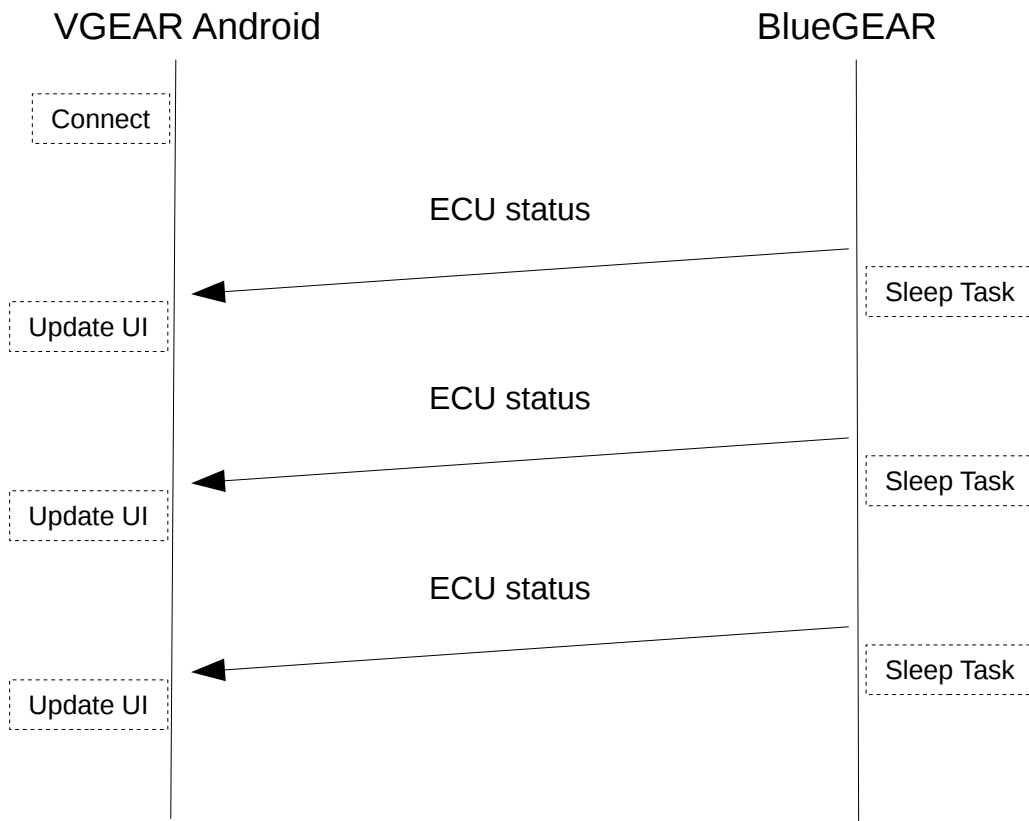 VGEAR Android
BlueGEAR
Connect
ECU status
Sleep Task
Update UI
ECU status
Sleep Task
Update UI
ECU status
Sleep Task
Update UI